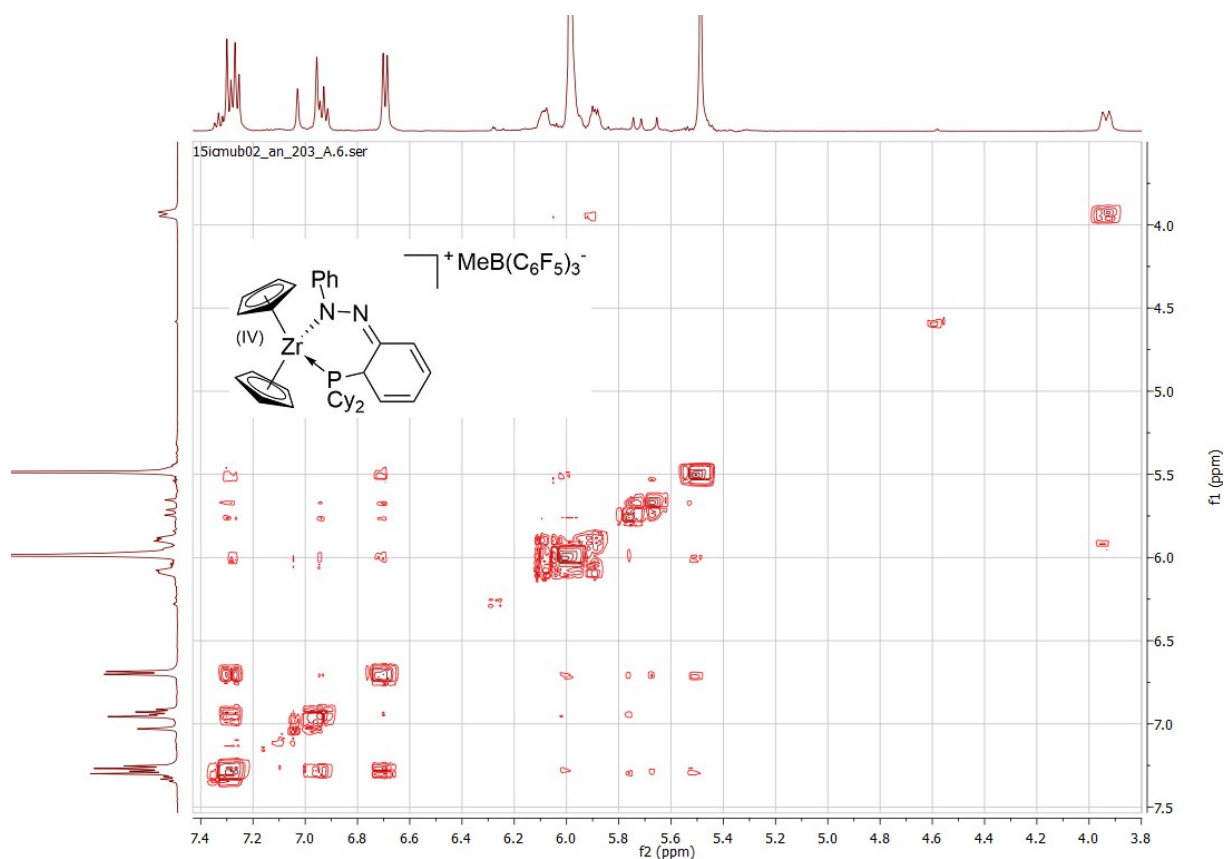 15icmub02_an_203_A.6.ser
4.0
4.5
5.0
5.5
6.0
6.5
7.0
7.5
f1 (ppm)
Ph
N
N
(IV)
Zr
P
Cy2
+ MeB(C6F5)3-
7.4 7.2 7.0 6.8 6.6 6.4 6.2 6.0 5.8 5.6 5.4 5.2 5.0 4.8 4.6 4.4 4.2 4.0 3.8
f2 (ppm)